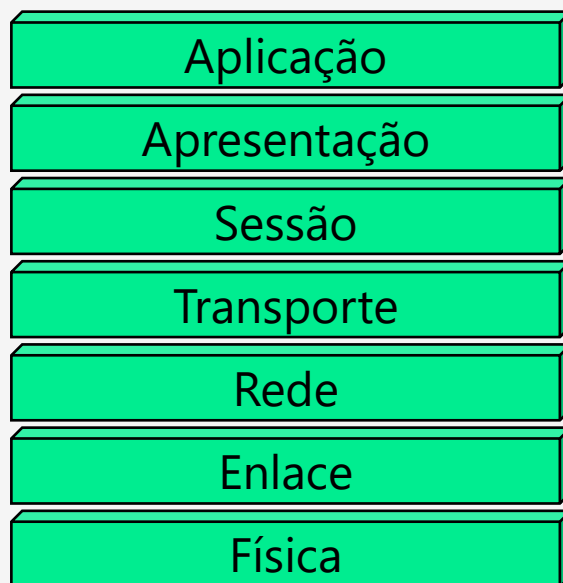 Aplicação
Apresentação
Sessão
Transporte
Rede
Enlace
Física